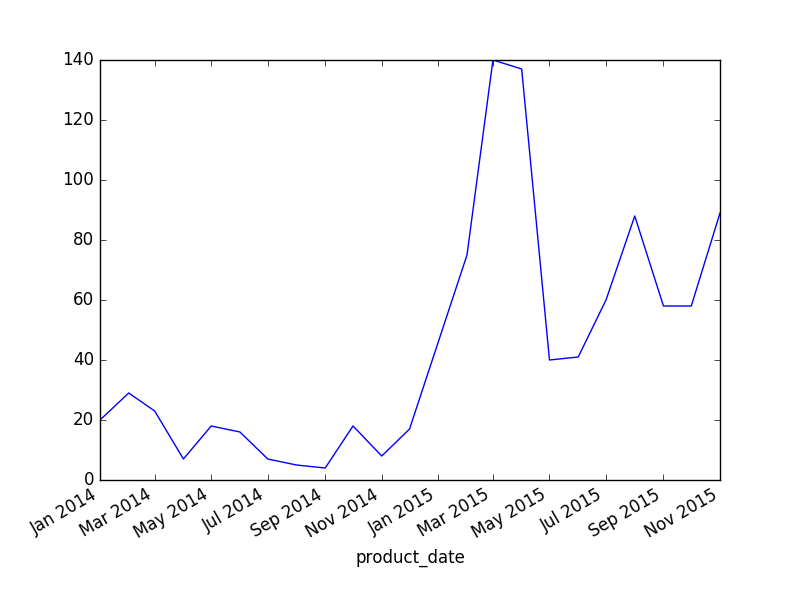 140
120
100
80
60
40
20
0
Jan 2014
Mar 2014
May 2014
Jul 2014
Sep 2014
Nov 2014
Jan 2015
Mar 2015
May 2015
Jul 2015
Sep 2015
Nov 2015
product_date